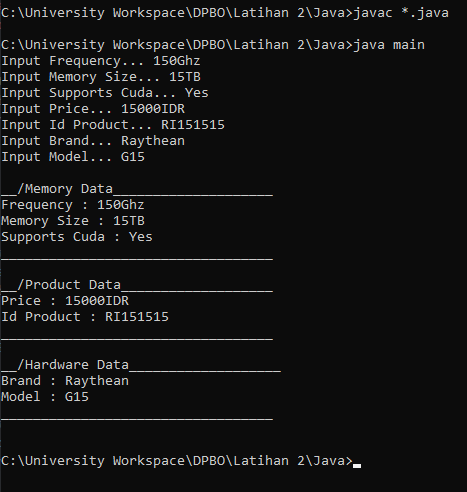 C:\University Workspace\DPBO\Latihan 2\Java>javac *.java
C:\University Workspace\DPBO\Latihan 2\Java>java main
Input Frequency... 150Ghz
Input Memory Size... 15TB
Input Supports Cuda... Yes
Input Price... 15000IDR
Input Id Product... RI151515
Input Brand... Raythean
Input Model... G15
__/Memory Data____________________
Frequency : 150Ghz
Memory Size : 15TB
Supports Cuda : Yes
__________________________________
__/Product Data___________________
Price : 15000IDR
Id Product : RI151515
__________________________________
__/Hardware Data___________________
Brand : Raythean
Model : G15
__________________________________
C:\University Workspace\DPBO\Latihan 2\Java>